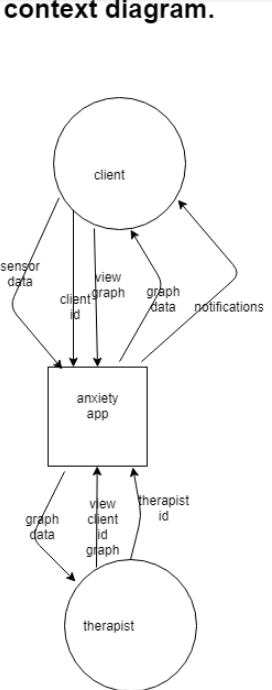 context diagram.
client
sensor
data
client
id
view
graph
graph
data
notifications
anxiety
app
graph
data
view
client
id
graph
therapist
id
therapist